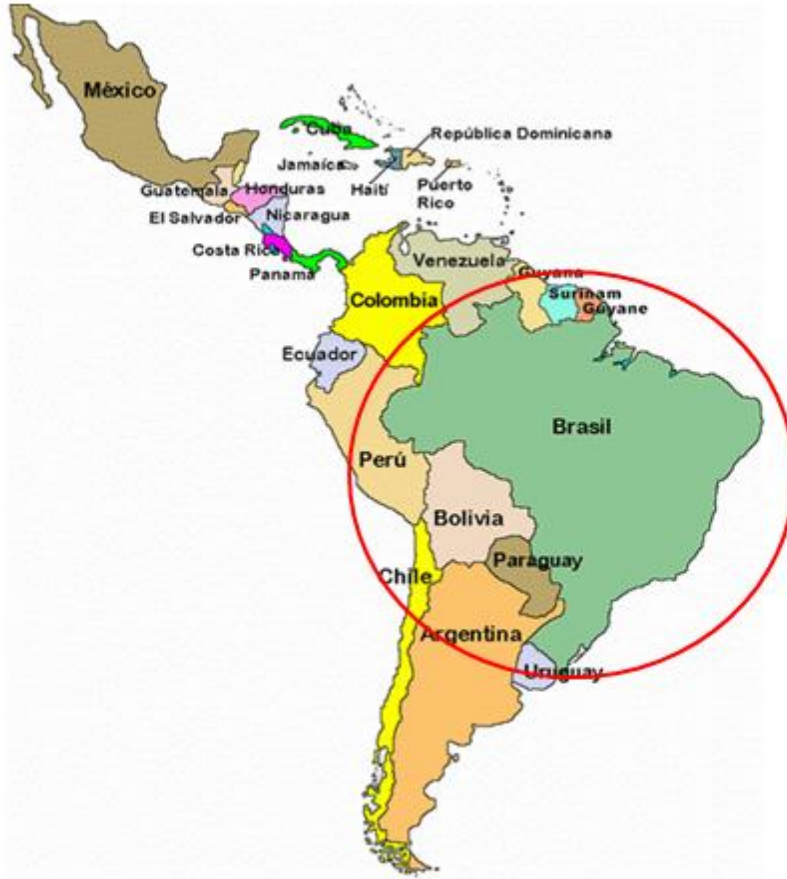 México
Cuba
República Dominicana
Jamaíca
Haití
Puerto
Rico
Guatemala
Honduras
El Salvador
Nicaragua
Costa Rica
Panamá
Venezuela
Guyana
Surinam
Guyane
Colombia
Ecuador
Brasil
Perú
Bolivia
Paraguay
Chile
Argentina
Uruguay